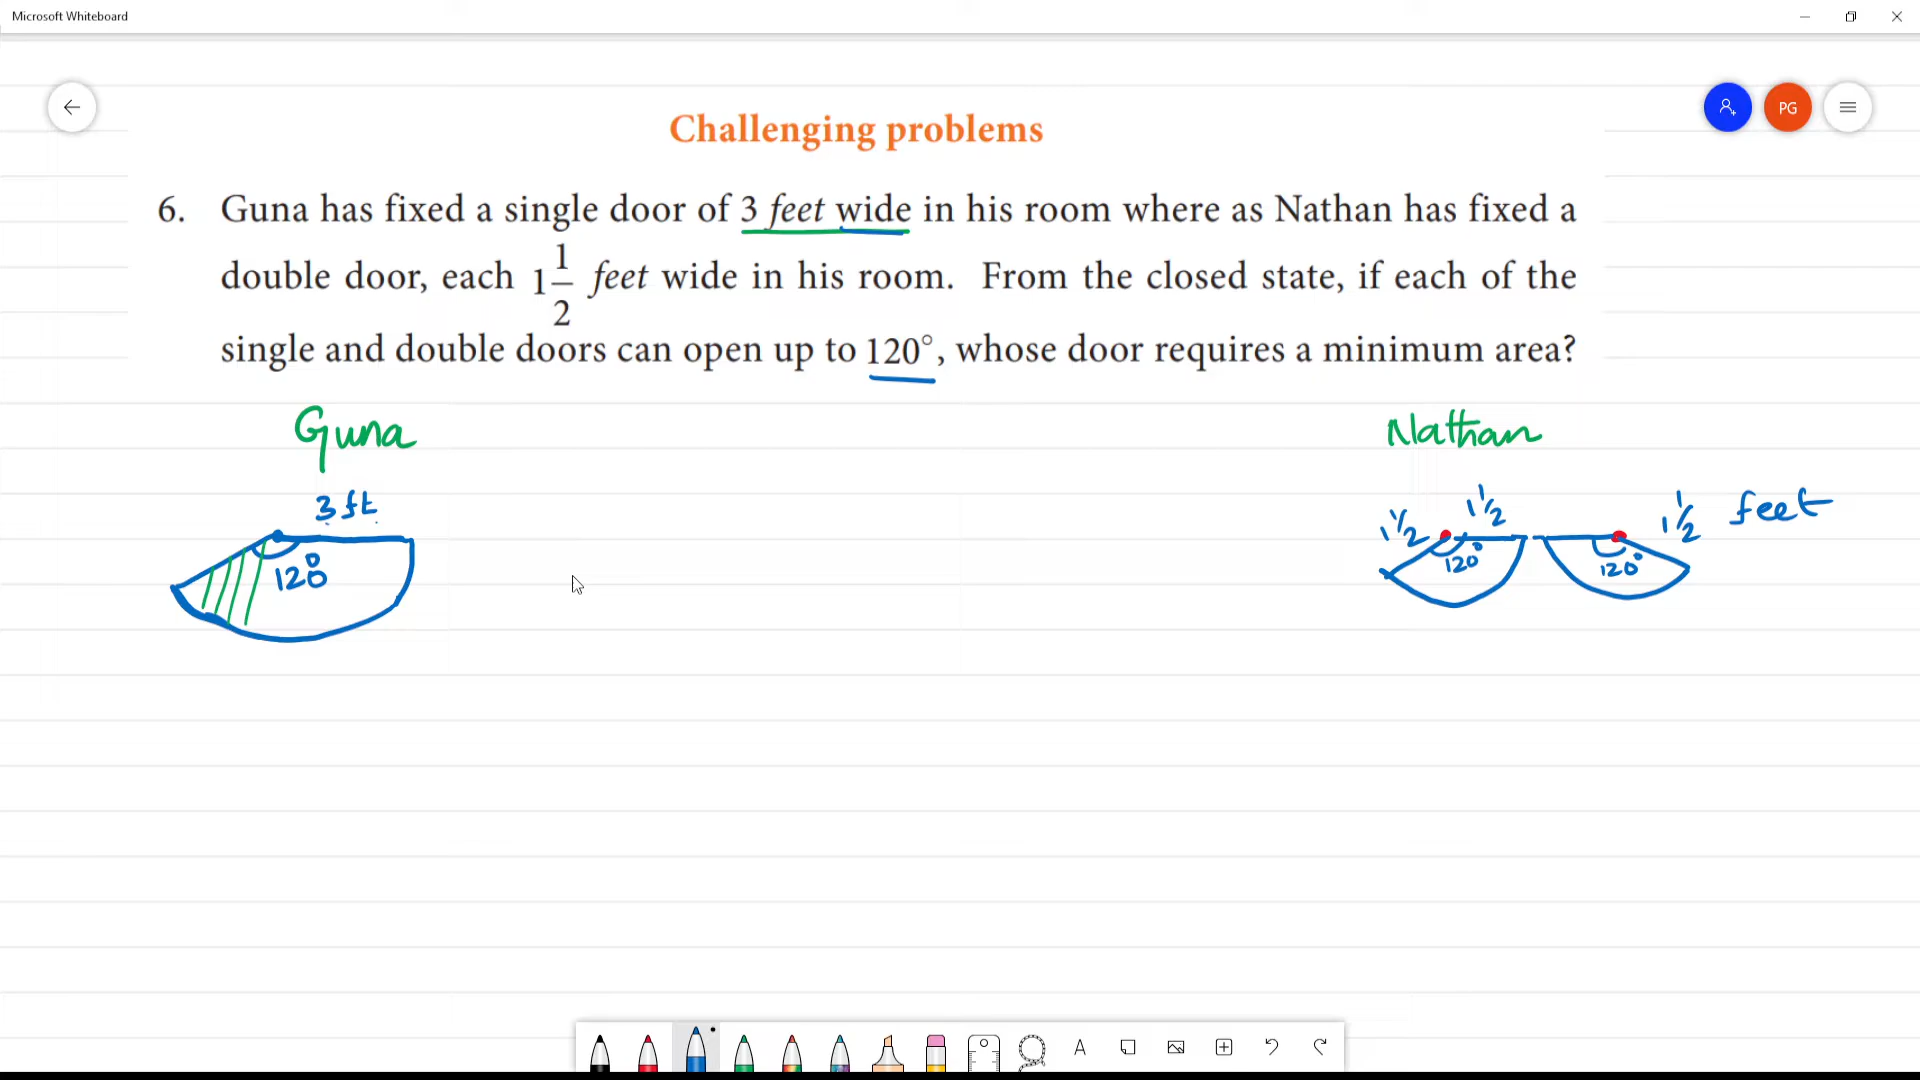 Microsoft Whiteboard
PG
Challenging problems
6. Guna has fixed a single door of 3 feet wide in his room where as Nathan has fixed a
double door, each 1 1/2 feet wide in his room. From the closed state, if each of the
single and double doors can open up to 120°, whose door requires a minimum area?
Guna
Nathan
3 ft
1 1/2
1 1/2
1 1/2 feet
120°
120°
120°
A